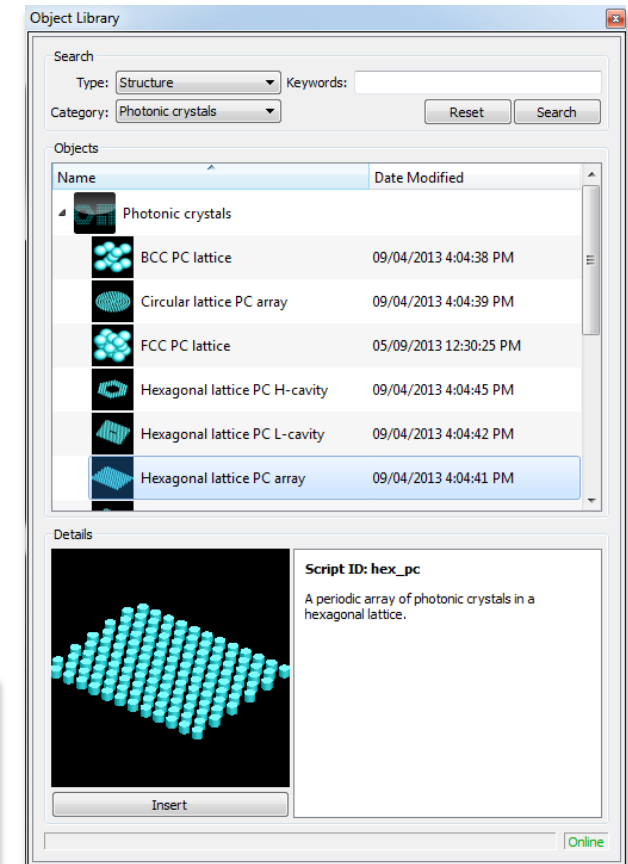 Object Library
Search
Type: Structure Keywords:
Category: Photonic crystals Reset Search
Objects
Name Date Modified
Photonic crystals
BCC PC lattice 09/04/2013 4:04:38 PM
Circular lattice PC array 09/04/2013 4:04:39 PM
FCC PC lattice 05/09/2013 12:30:25 PM
Hexagonal lattice PC H-cavity 09/04/2013 4:04:45 PM
Hexagonal lattice PC L-cavity 09/04/2013 4:04:42 PM
Hexagonal lattice PC array 09/04/2013 4:04:41 PM
Details
Script ID: hex_pc
A periodic array of photonic crystals in a
hexagonal lattice.
Insert
Online